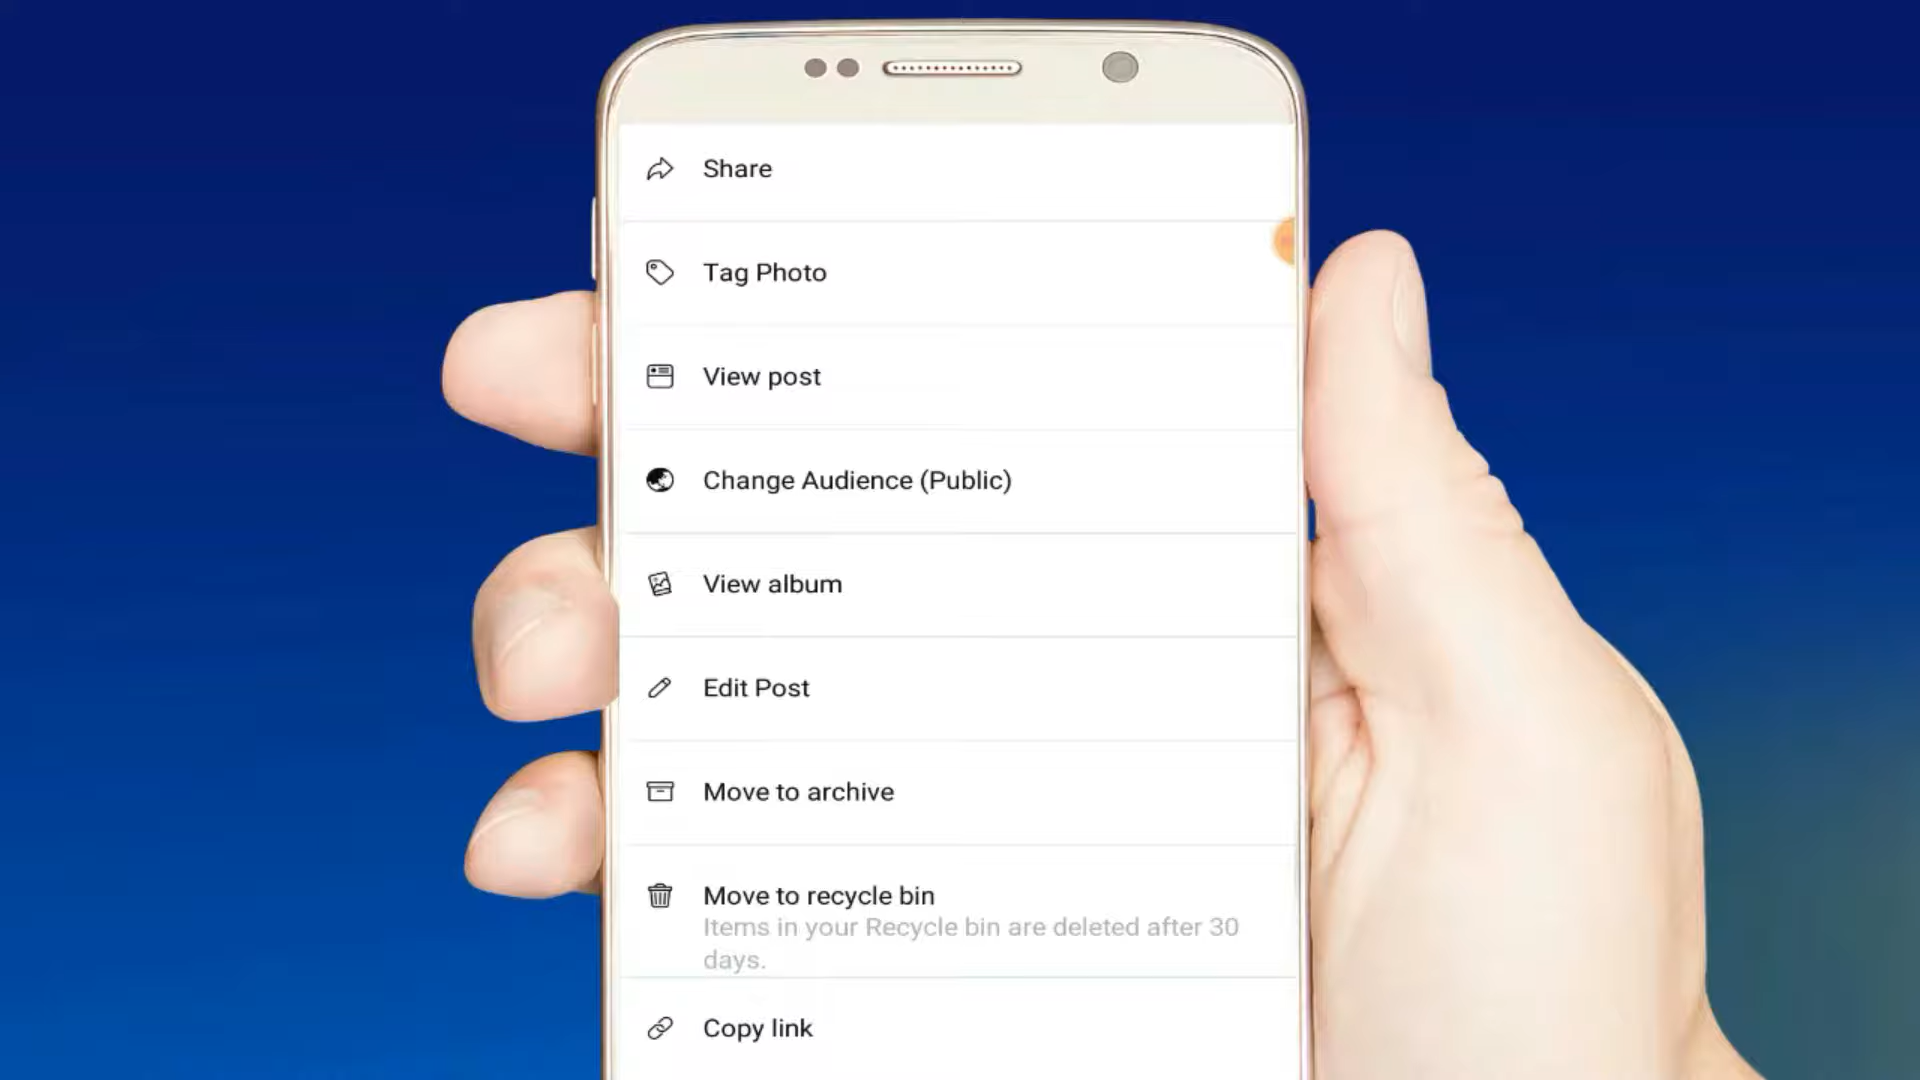 Share
Tag Photo
View post
Change Audience (Public)
View album
Edit Post
Move to archive
Move to recycle bin
Items in your Recycle bin are deleted after 30
days.
Copy link